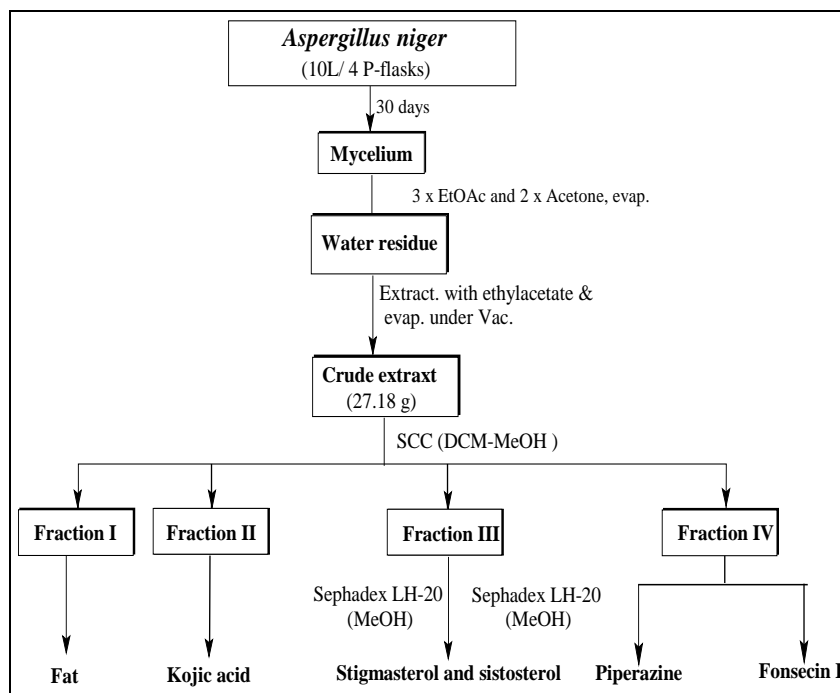 Aspergillus niger
(10L/ 4 P-flasks)
30 days
Mycelium
3 x EtOAc and 2 x Acetone, evap.
Water residue
Extract. with ethylacetate &
evap. under Vac.
Crude extraxt
(27.18 g)
SCC (DCM-MeOH )
Fraction I
Fraction II
Fraction III
Fraction IV
Sephadex LH-20
(MeOH)
Sephadex LH-20
(MeOH)
Fat
Kojic acid
Stigmasterol and sistosterol
Piperazine
Fonsecin